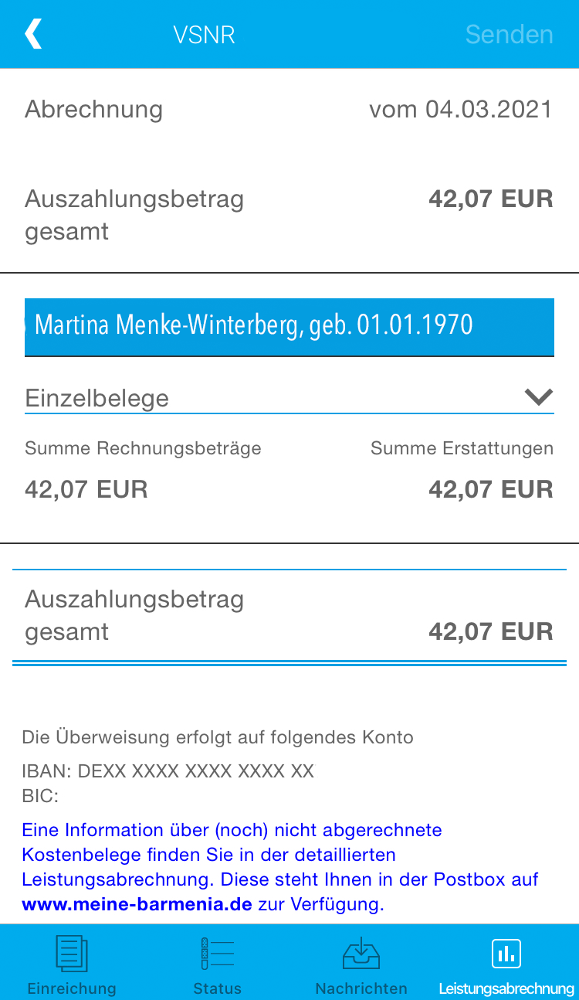 VSNR Senden
Abrechnung vom 04.03.2021
Auszahlungsbetrag 42,07 EUR
gesamt
Martina Menke-Winterberg, geb. 01.01.1970
Einzelbelege
Summe Rechnungsbeträge Summe Erstattungen
42,07 EUR 42,07 EUR
Auszahlungsbetrag
gesamt 42,07 EUR
Die Überweisung erfolgt auf folgendes Konto
IBAN: DEXX XXXX XXXX XXXX XX
BIC:
Eine Information über (noch) nicht abgerechnete
Kostenbelege finden Sie in der detaillierten
Leistungsabrechnung. Diese steht Ihnen in der Postbox auf
www.meine-barmenia.de zur Verfügung.
Einreichung Status Nachrichten Leistungsabrechnung